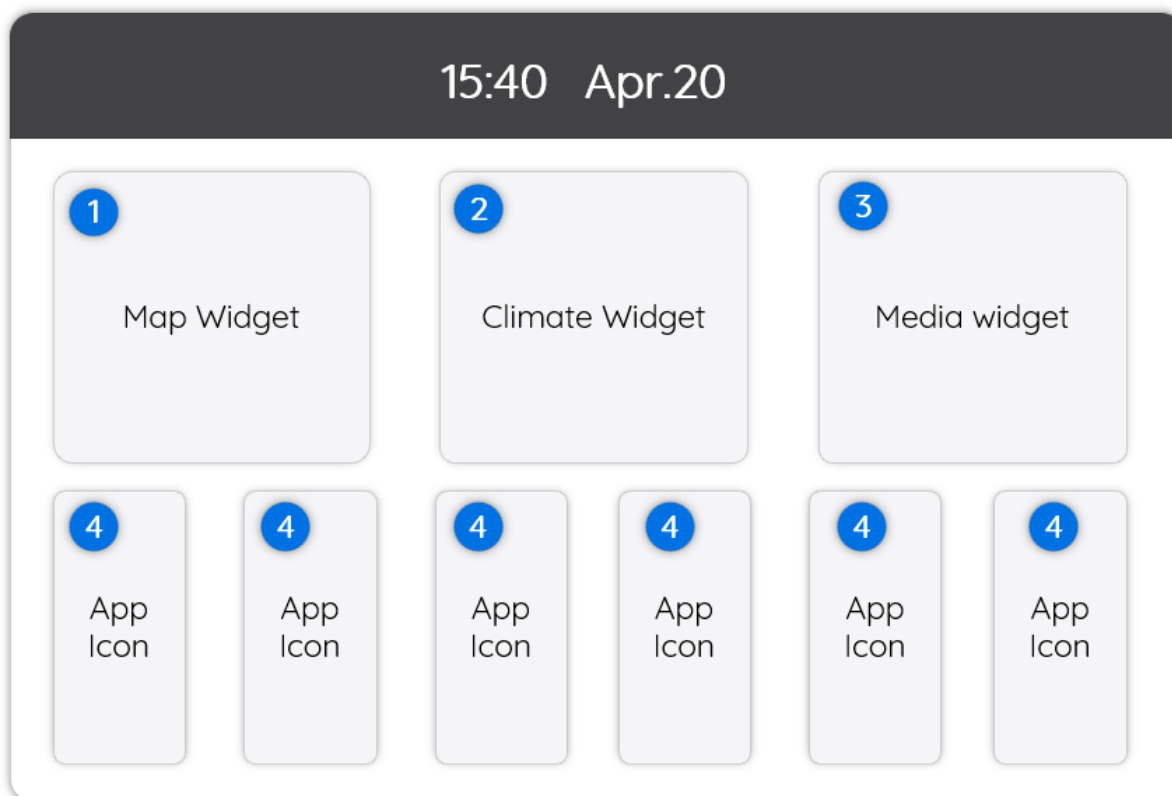 15:40 Apr.20
1
2
3
Map Widget
Climate Widget
Media widget
4
4
4
4
4
4
App
Icon
App
Icon
App
Icon
App
Icon
App
Icon
App
Icon